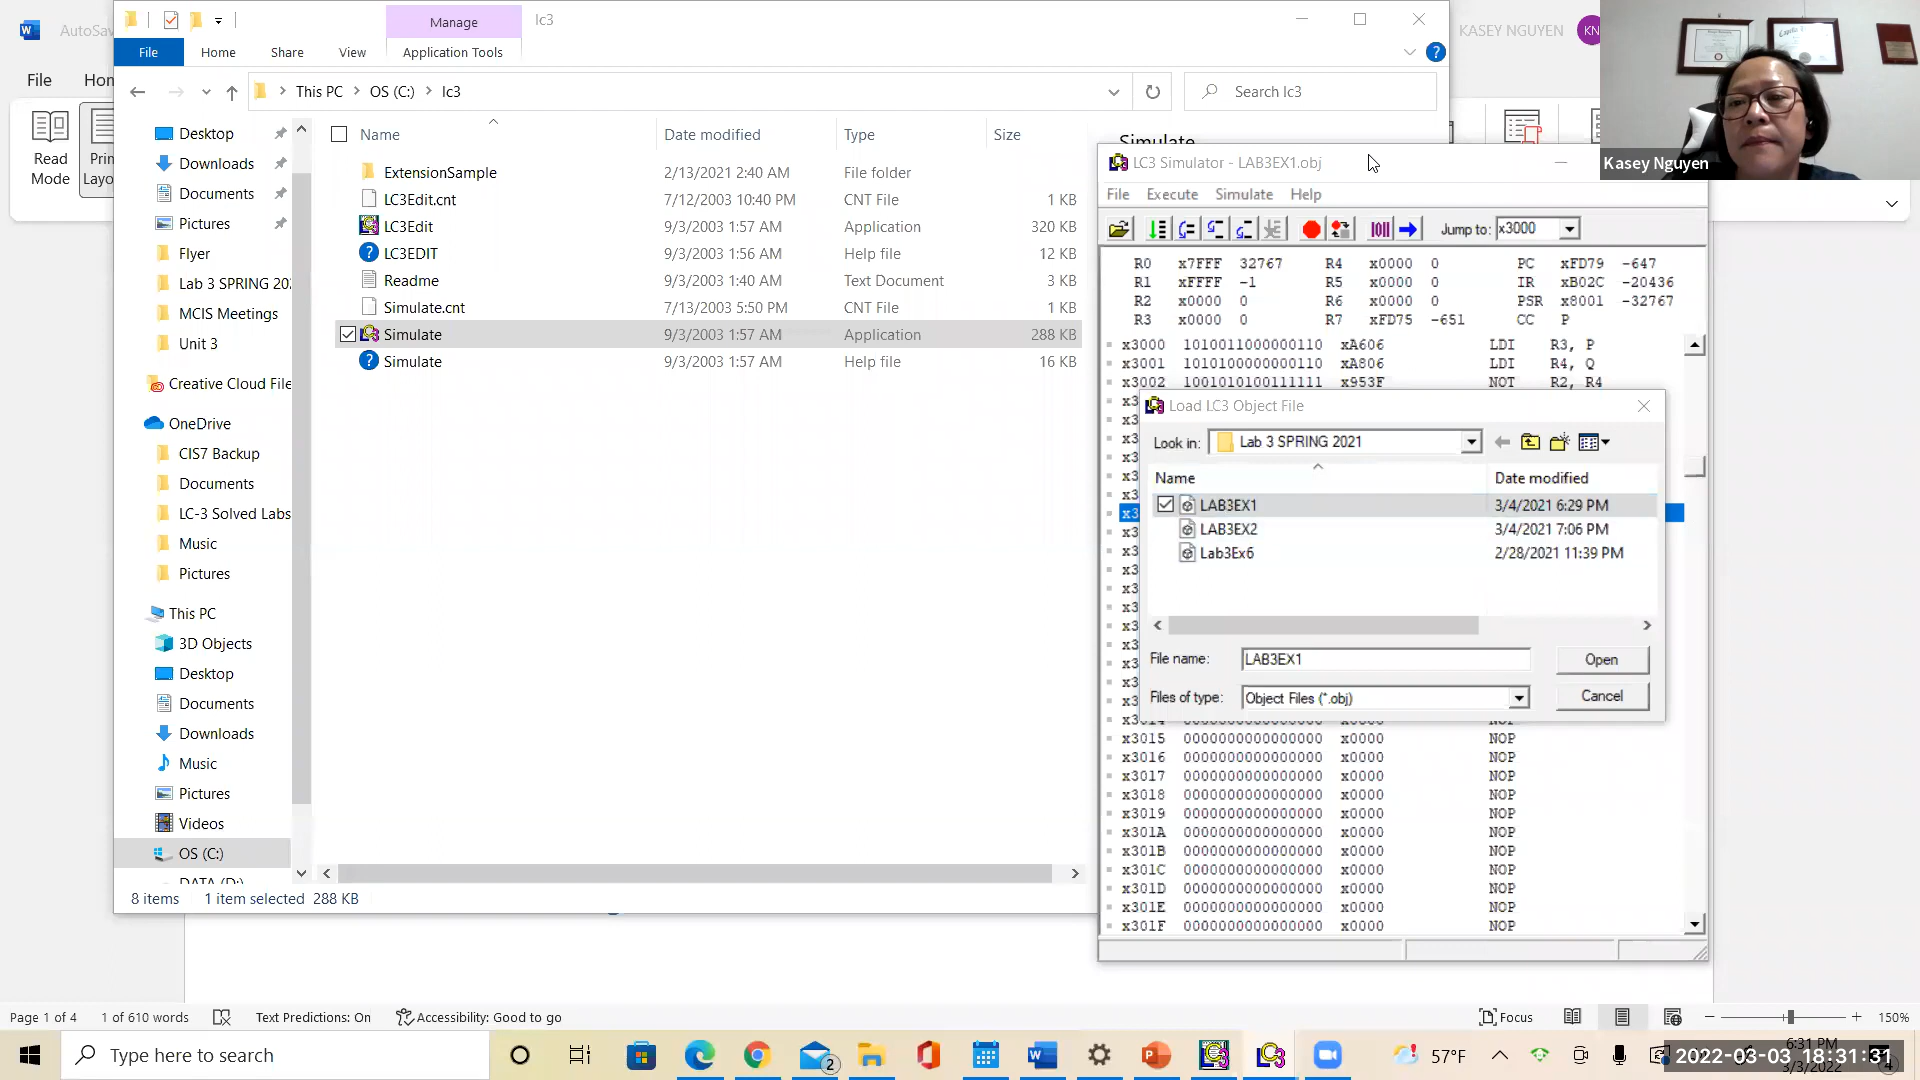 AutoSav
KASEY NGUYEN
KN
File
Hom
Read
Mode
Prin
Layo
Manage
lc3
File
Home
Share
View
Application Tools
This PC
OS (C:)
lc3
Search lc3
Desktop
Downloads
Documents
Pictures
Flyer
Lab 3 SPRING 202
MCIS Meetings
Unit 3
Creative Cloud File
OneDrive
CIS7 Backup
Documents
LC-3 Solved Labs
Music
Pictures
This PC
3D Objects
Desktop
Documents
Downloads
Music
Pictures
Videos
OS (C:)
DATA (D:)
Name Date modified Type Size
ExtensionSample 2/13/2021 2:40 AM File folder
LC3Edit.cnt 7/12/2003 10:40 PM CNT File 1 KB
LC3Edit 9/3/2003 1:57 AM Application 320 KB
LC3EDIT 9/3/2003 1:56 AM Help file 12 KB
Readme 9/3/2003 1:40 AM Text Document 3 KB
Simulate.cnt 7/13/2003 5:50 PM CNT File 1 KB
Simulate 9/3/2003 1:57 AM Application 288 KB
Simulate 9/3/2003 1:57 AM Help file 16 KB
8 items 1 item selected 288 KB
Simulate
LC3 Simulator - LAB3EX1.obj
File Execute Simulate Help
Jump to: x3000
R0 x7FFF 32767 R4 x0000 0 PC xFD79 -647
R1 xFFFF -1 R5 x0000 0 IR xB02C -20436
R2 x0000 0 R6 x0000 0 PSR x8001 -32767
R3 x0000 0 R7 xFD75 -651 CC P
x3000 1010011000000110 xA606 LDI R3, P
x3001 1010100000000110 xA806 LDI R4, Q
x3002 1001010100111111 x953F NOT R2, R4
Load LC3 Object File
Look in: Lab 3 SPRING 2021
Name Date modified
LAB3EX1 3/4/2021 6:29 PM
LAB3EX2 3/4/2021 7:06 PM
Lab3Ex6 2/28/2021 11:39 PM
File name: LAB3EX1 Open
Files of type: Object Files (*.obj) Cancel
x3015 0000000000000000 x0000 NOP
x3016 0000000000000000 x0000 NOP
x3017 0000000000000000 x0000 NOP
x3018 0000000000000000 x0000 NOP
x3019 0000000000000000 x0000 NOP
x301A 0000000000000000 x0000 NOP
x301B 0000000000000000 x0000 NOP
x301C 0000000000000000 x0000 NOP
x301D 0000000000000000 x0000 NOP
x301E 0000000000000000 x0000 NOP
x301F 0000000000000000 x0000 NOP
Kasey Nguyen
Page 1 of 4 1 of 610 words Text Predictions: On Accessibility: Good to go Focus 150%
Type here to search
2
57°F
2022-03-03 18:31:31